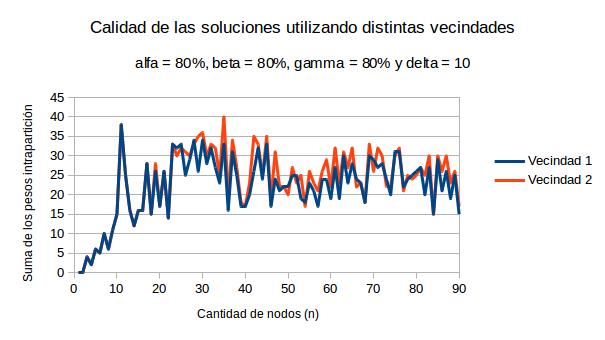 Calidad de las soluciones utilizando distintas vecindades
alfa = 80%, beta = 80%, gamma = 80% y delta = 10
Suma de los pesos intrapartición
45
40
35
30
25
20
15
10
5
0
0 10 20 30 40 50 60 70 80 90
Cantidad de nodos (n)
Vecindad 1
Vecindad 2